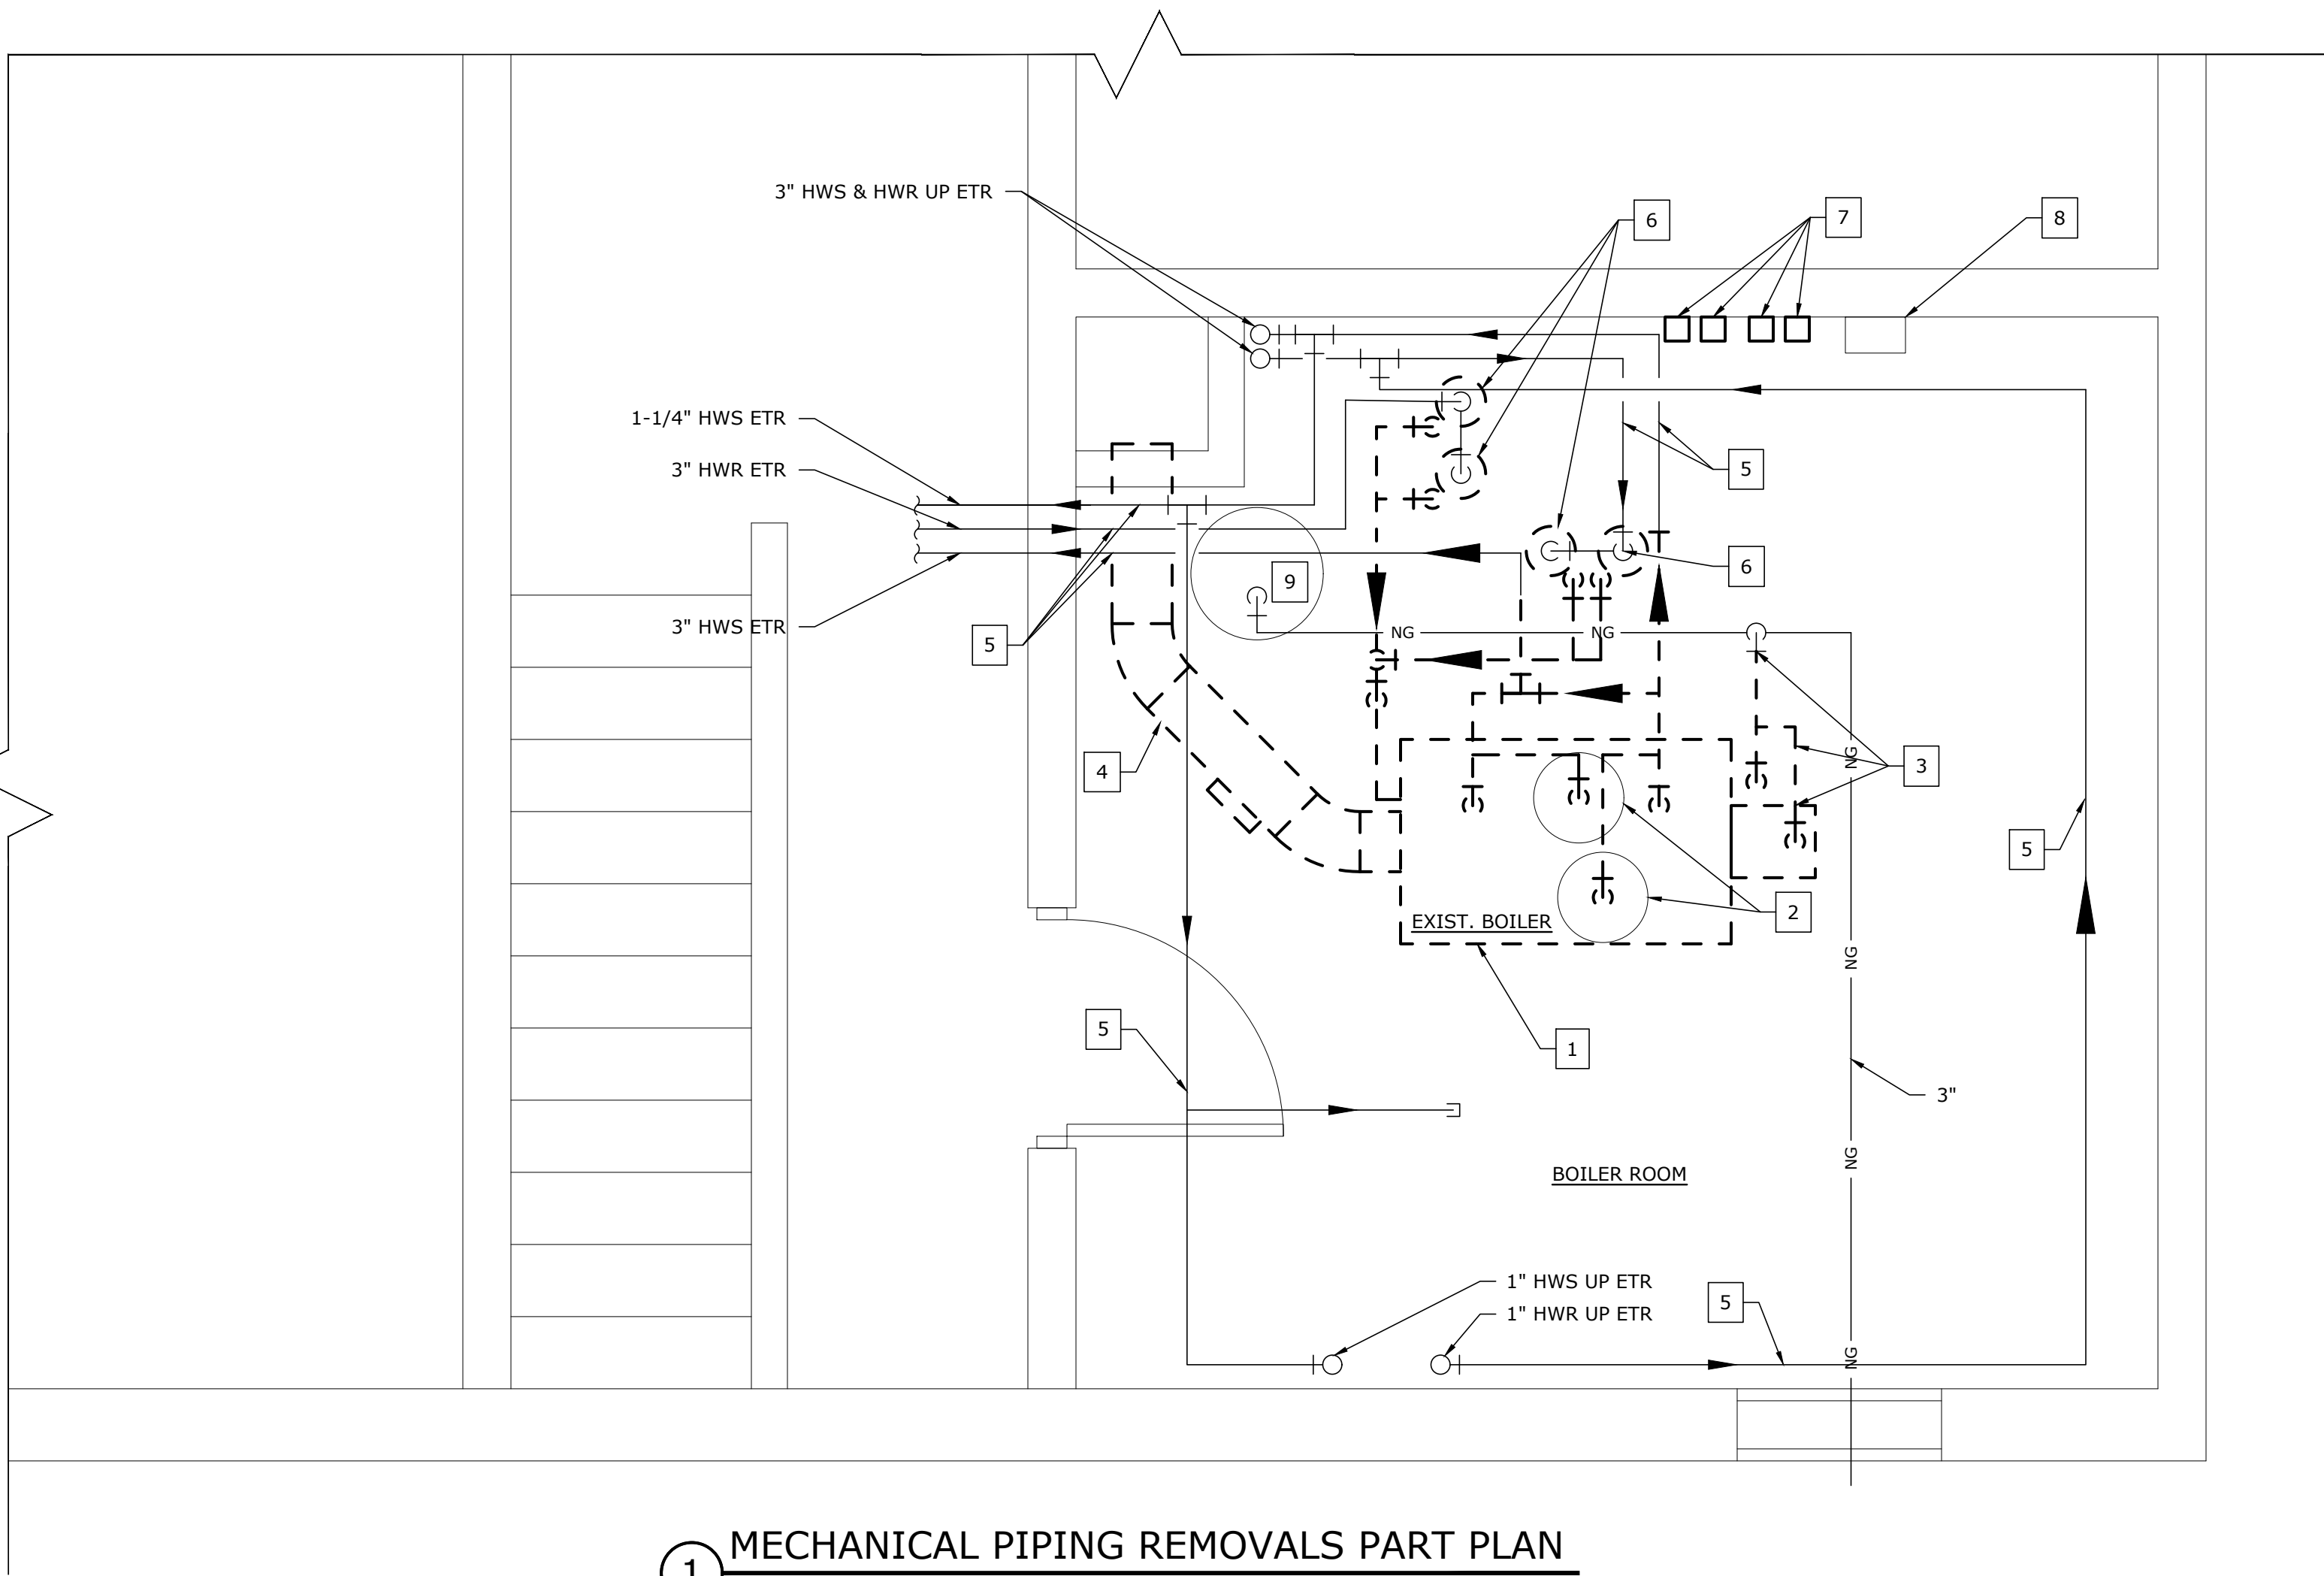 3" HWS & HWR UP ETR
6
7
8
1-1/4" HWS ETR
3" HWR ETR
5
6
9
3" HWS ETR
5
NG
NG
NG
4
3
5
2
EXIST. BOILER
NG
5
1
3"
NG
BOILER ROOM
1" HWS UP ETR
1" HWR UP ETR
5
NG
1
MECHANICAL PIPING REMOVALS PART PLAN